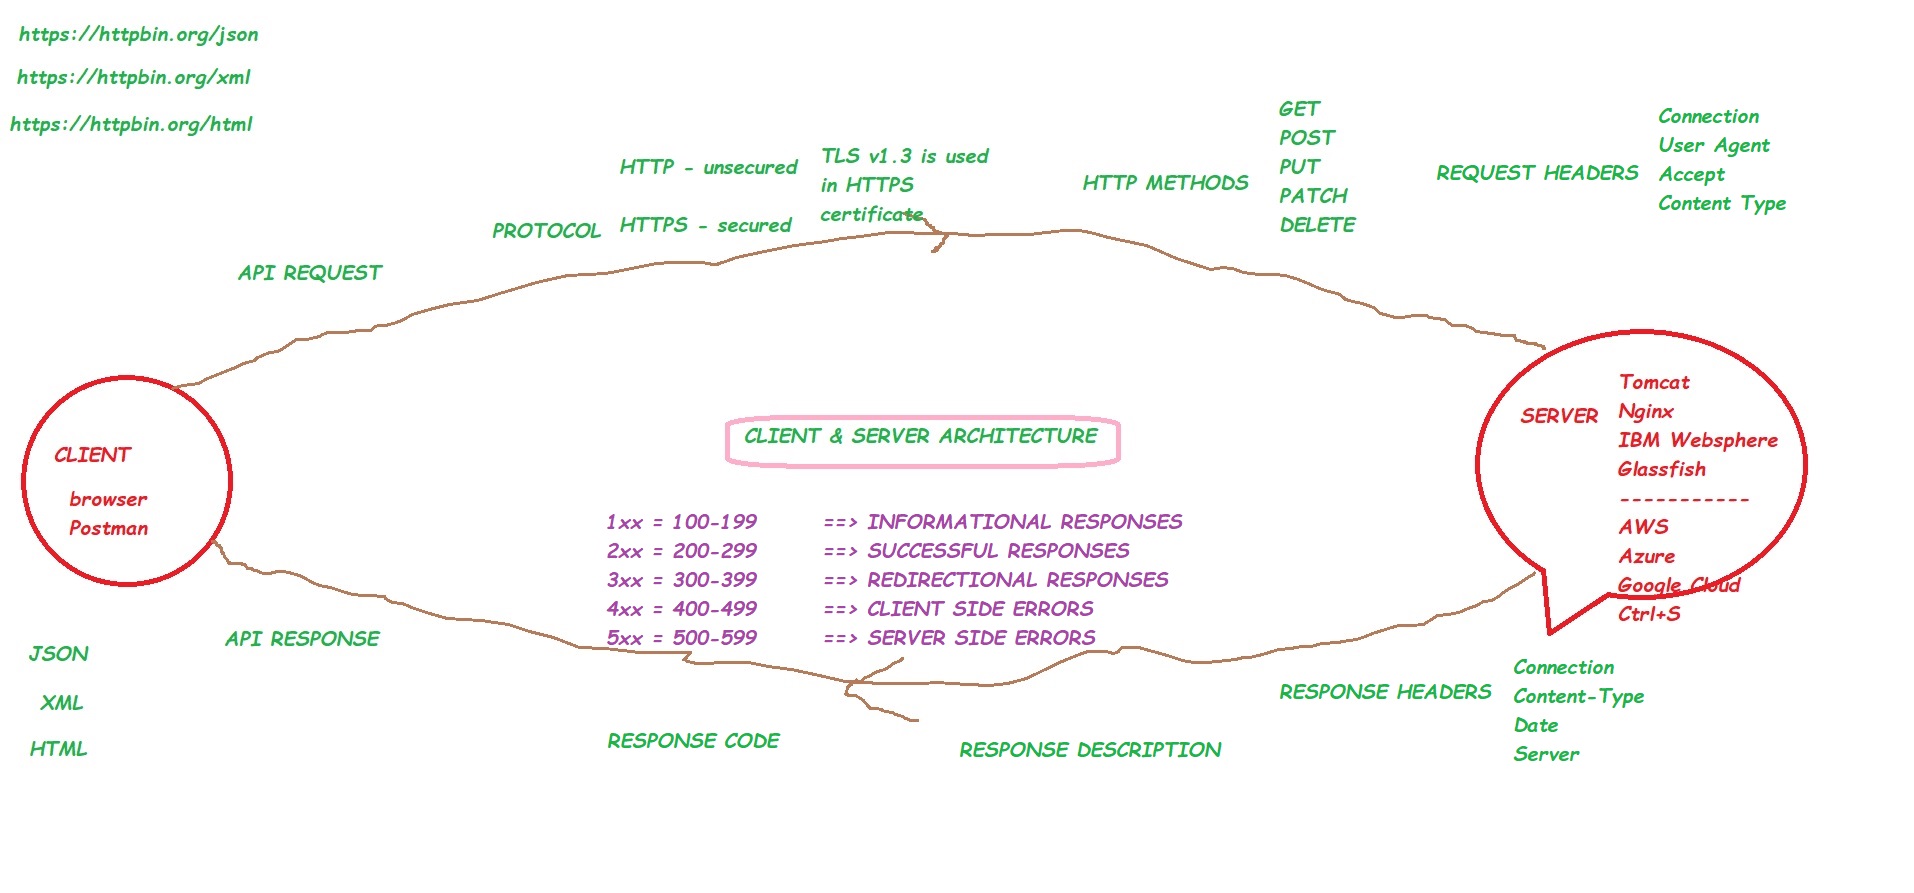 https://httpbin.org/json
https://httpbin.org/xml
https://httpbin.org/html
API REQUEST
PROTOCOL
HTTP - unsecured
HTTPS - secured
TLS v1.3 is used
in HTTPS
certificate
HTTP METHODS
GET
POST
PUT
PATCH
DELETE
REQUEST HEADERS
Connection
User Agent
Accept
Content Type
CLIENT
browser
Postman
CLIENT & SERVER ARCHITECTURE
SERVER
Tomcat
Nginx
IBM Websphere
Glassfish
-----------
AWS
Azure
Google Cloud
Ctrl+S
1xx = 100-199 ==> INFORMATIONAL RESPONSES
2xx = 200-299 ==> SUCCESSFUL RESPONSES
3xx = 300-399 ==> REDIRECTIONAL RESPONSES
4xx = 400-499 ==> CLIENT SIDE ERRORS
5xx = 500-599 ==> SERVER SIDE ERRORS
API RESPONSE
JSON
XML
HTML
RESPONSE CODE
RESPONSE DESCRIPTION
RESPONSE HEADERS
Connection
Content-Type
Date
Server